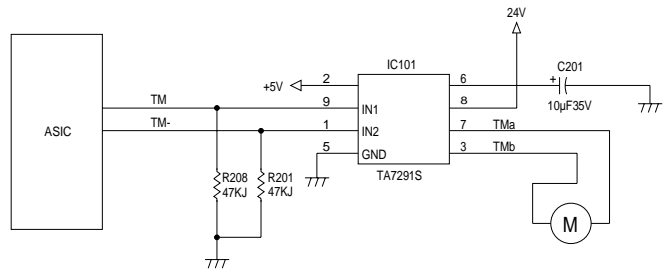 24V
IC101
C201
+5V
2
6
+
10µF35V
TM
9
IN1
8
ASIC
TM-
1
IN2
7
TMa
5
GND
3
TMb
TA7291S
R208
47KJ
R201
47KJ
M